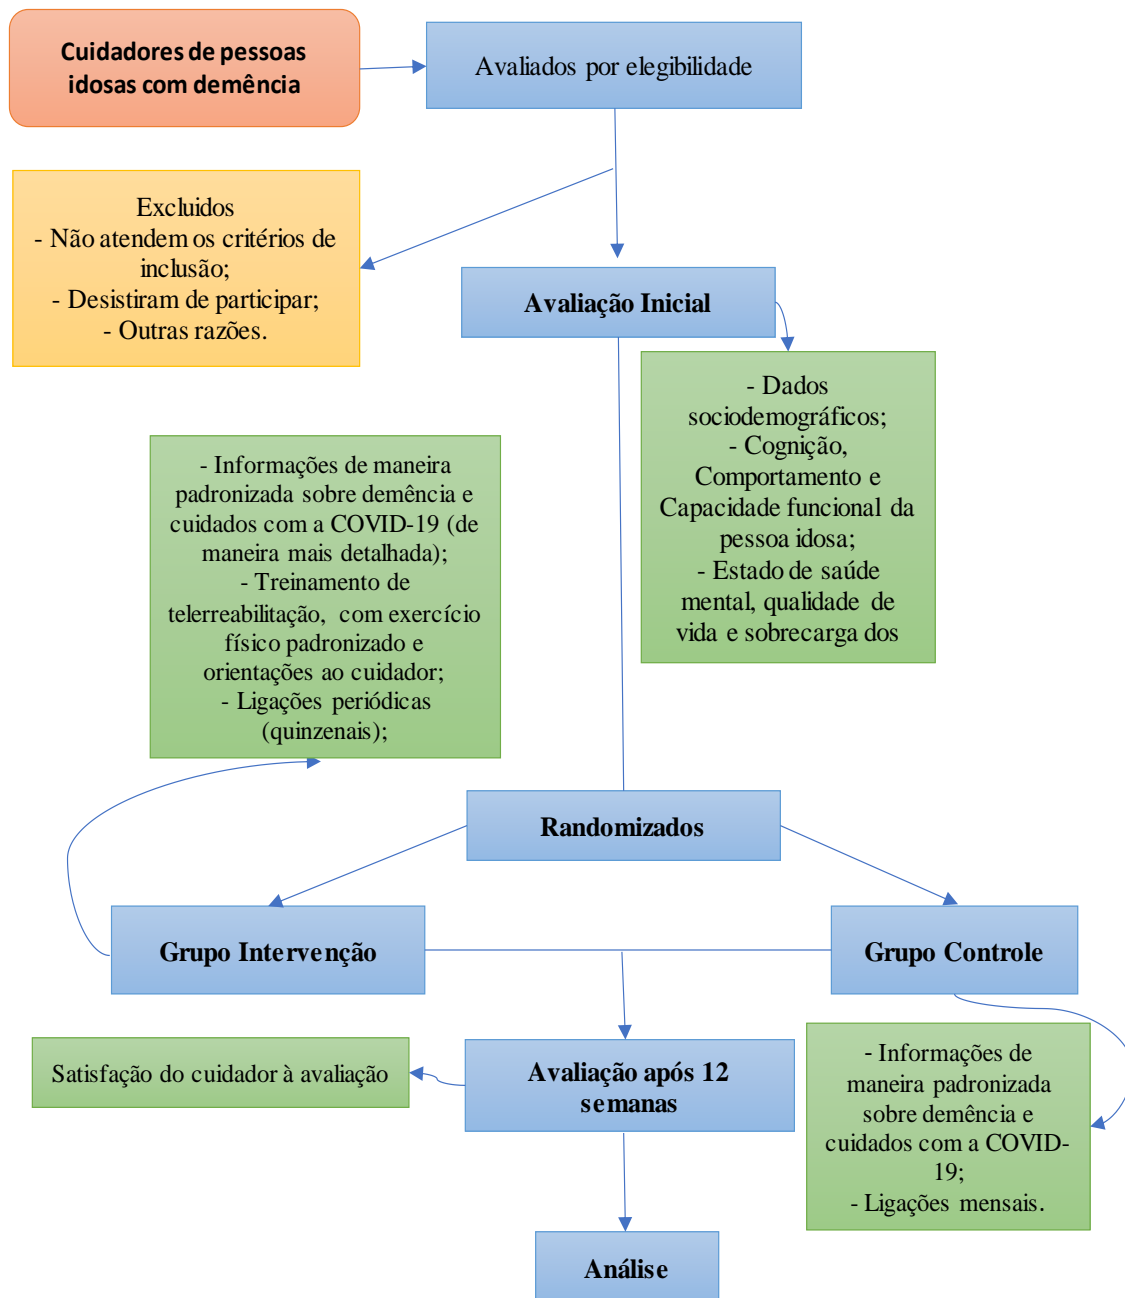 Cuidadores de pessoas
idosas com demência
Avaliados por elegibilidade
Excluidos
- Não atendem os critérios de
inclusão;
- Desistiram de participar;
- Outras razões.
Avaliação Inicial
- Dados
sociodemográficos;
- Cognição,
Comportamento e
Capacidade funcional da
pessoa idosa;
- Estado de saúde
mental, qualidade de
vida e sobrecarga dos
- Informações de maneira
padronizada sobre demência e
cuidados com a COVID-19 (de
maneira mais detalhada);
- Treinamento de
telerreabilitação, com exercício
físico padronizado e
orientações ao cuidador;
- Ligações periódicas
(quinzenais);
Randomizados
Grupo Intervenção
Grupo Controle
Satisfação do cuidador à avaliação
Avaliação após 12
semanas
- Informações de
maneira padronizada
sobre demência e
cuidados com a COVID-
19;
- Ligações mensais.
Análise